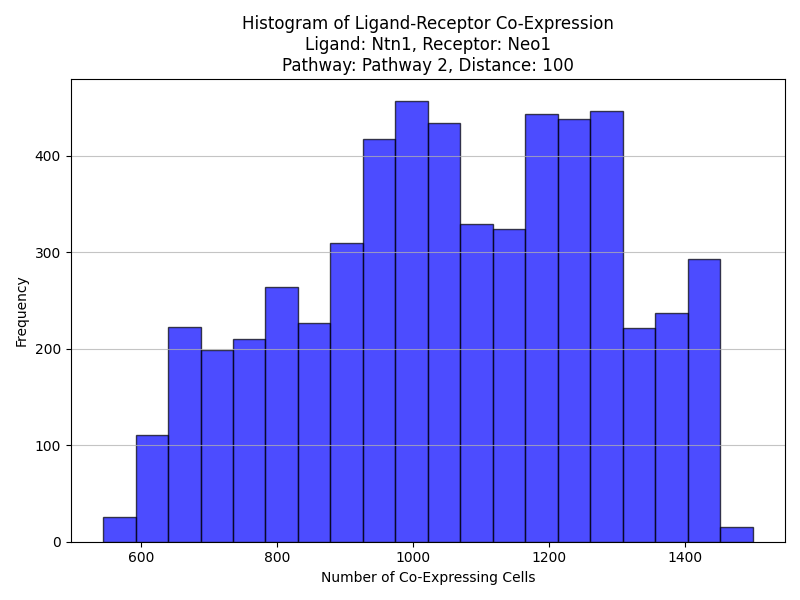 Histogram of Ligand-Receptor Co-Expression
Ligand: Ntn1, Receptor: Neo1
Pathway: Pathway 2, Distance: 100
Frequency
400
300
200
100
0
600 800 1000 1200 1400
Number of Co-Expressing Cells